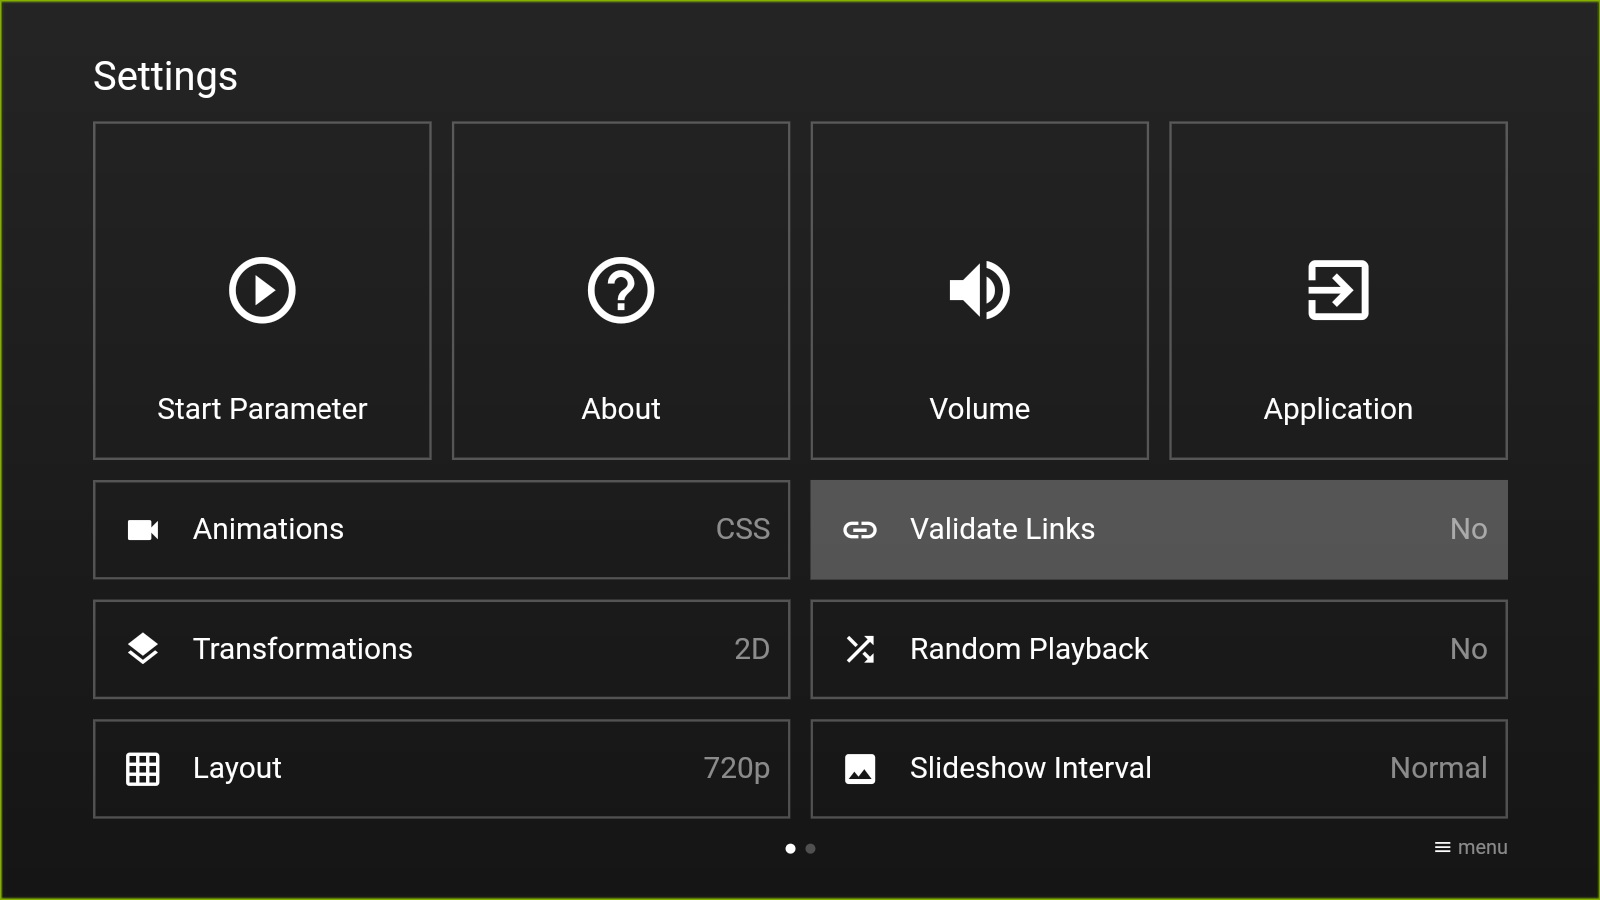 Settings
Start Parameter
About
Volume
Application
Animations CSS
Validate Links No
Transformations 2D
Random Playback No
Layout 720p
Slideshow Interval Normal
menu